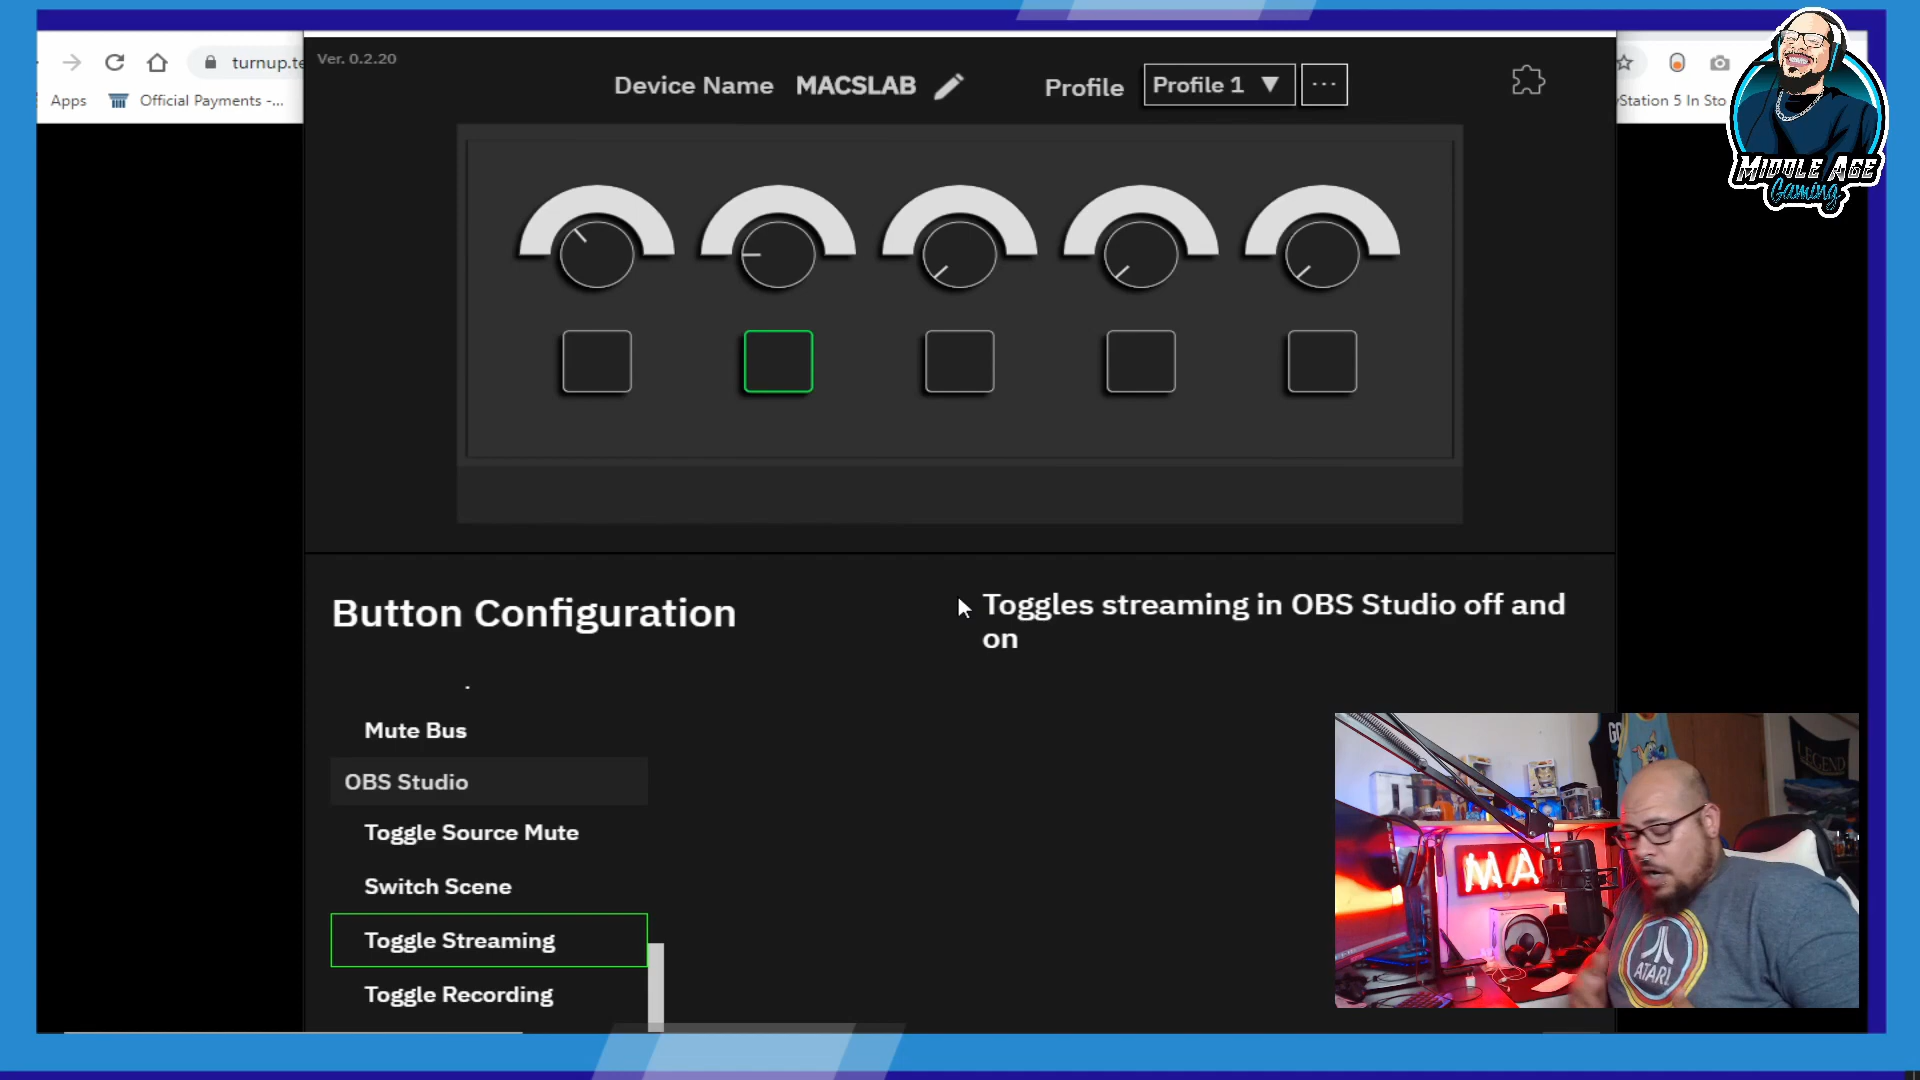 turnup.te
Ver. 0.2.20
Device Name MACSLAB
Profile Profile 1
Apps
Official Payments -...
Station 5 In Sto
MIDDLE AGE
Gaming
Button Configuration
Toggles streaming in OBS Studio off and
on
Mute Bus
OBS Studio
Toggle Source Mute
Switch Scene
Toggle Streaming
Toggle Recording
LEGEND
MA
ATARI